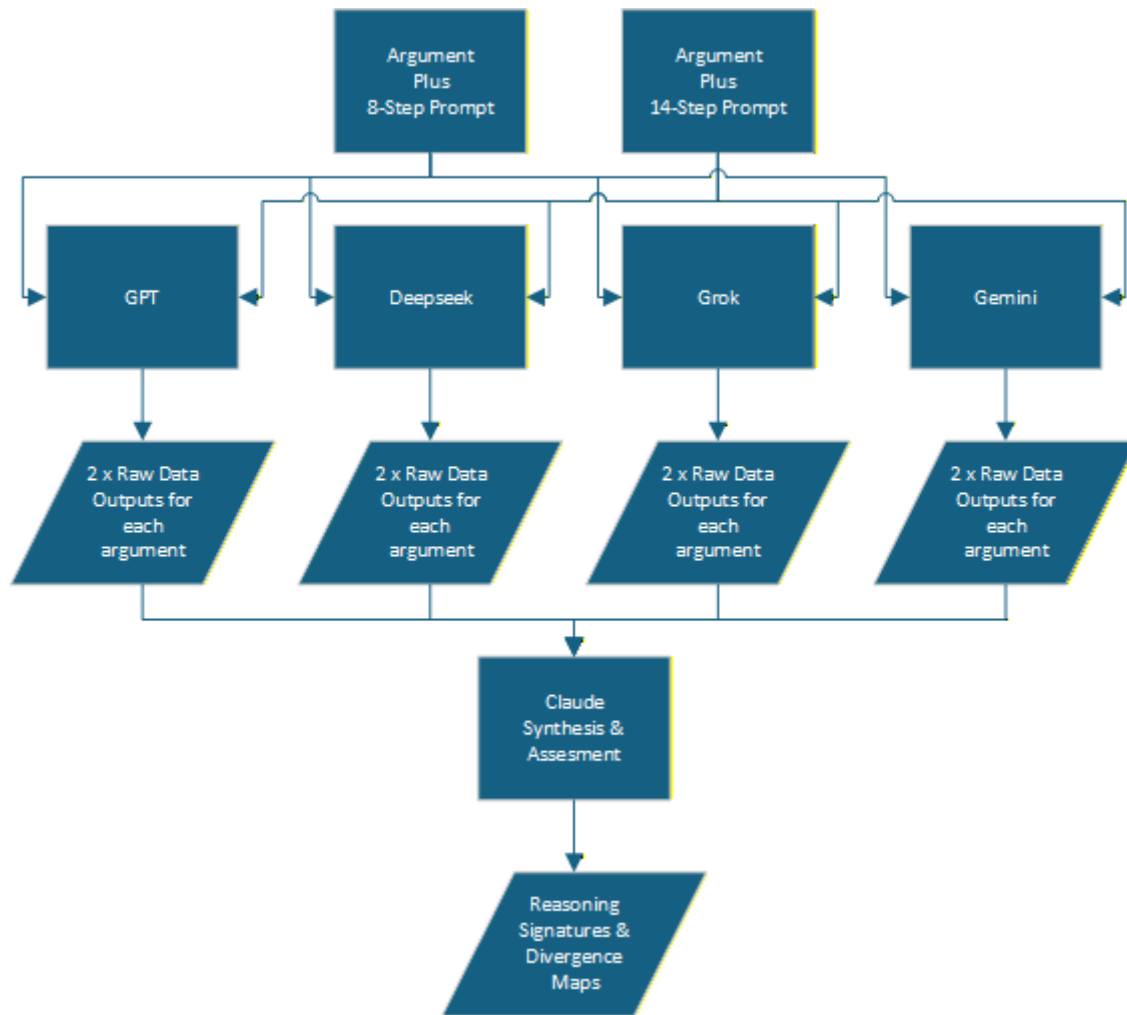 Argument
Plus
8-Step Prompt
Argument
Plus
14-Step Prompt
GPT
Deepseek
Grok
Gemini
2 x Raw Data
Outputs for
each
argument
2 x Raw Data
Outputs for
each
argument
2 x Raw Data
Outputs for
each
argument
2 x Raw Data
Outputs for
each
argument
Claude
Synthesis &
Assesment
Reasoning
Signatures &
Divergence
Maps